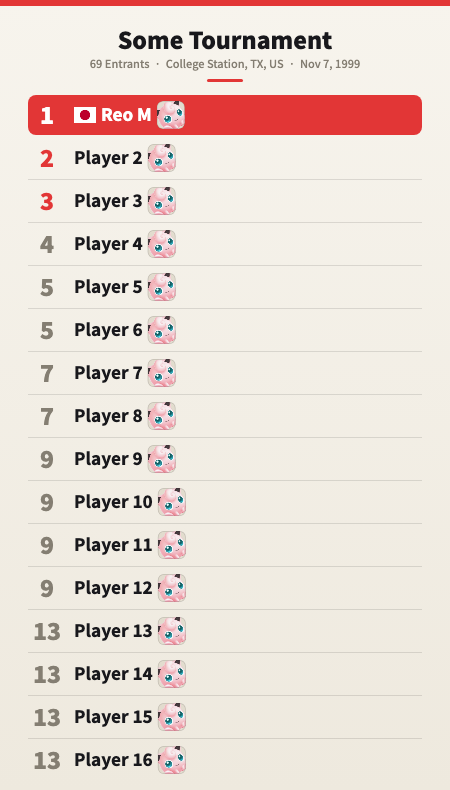 Some Tournament
69 Entrants · College Station, TX, US · Nov 7, 1999
1 Reo M
2 Player 2
3 Player 3
4 Player 4
5 Player 5
5 Player 6
7 Player 7
7 Player 8
9 Player 9
9 Player 10
9 Player 11
9 Player 12
13 Player 13
13 Player 14
13 Player 15
13 Player 16